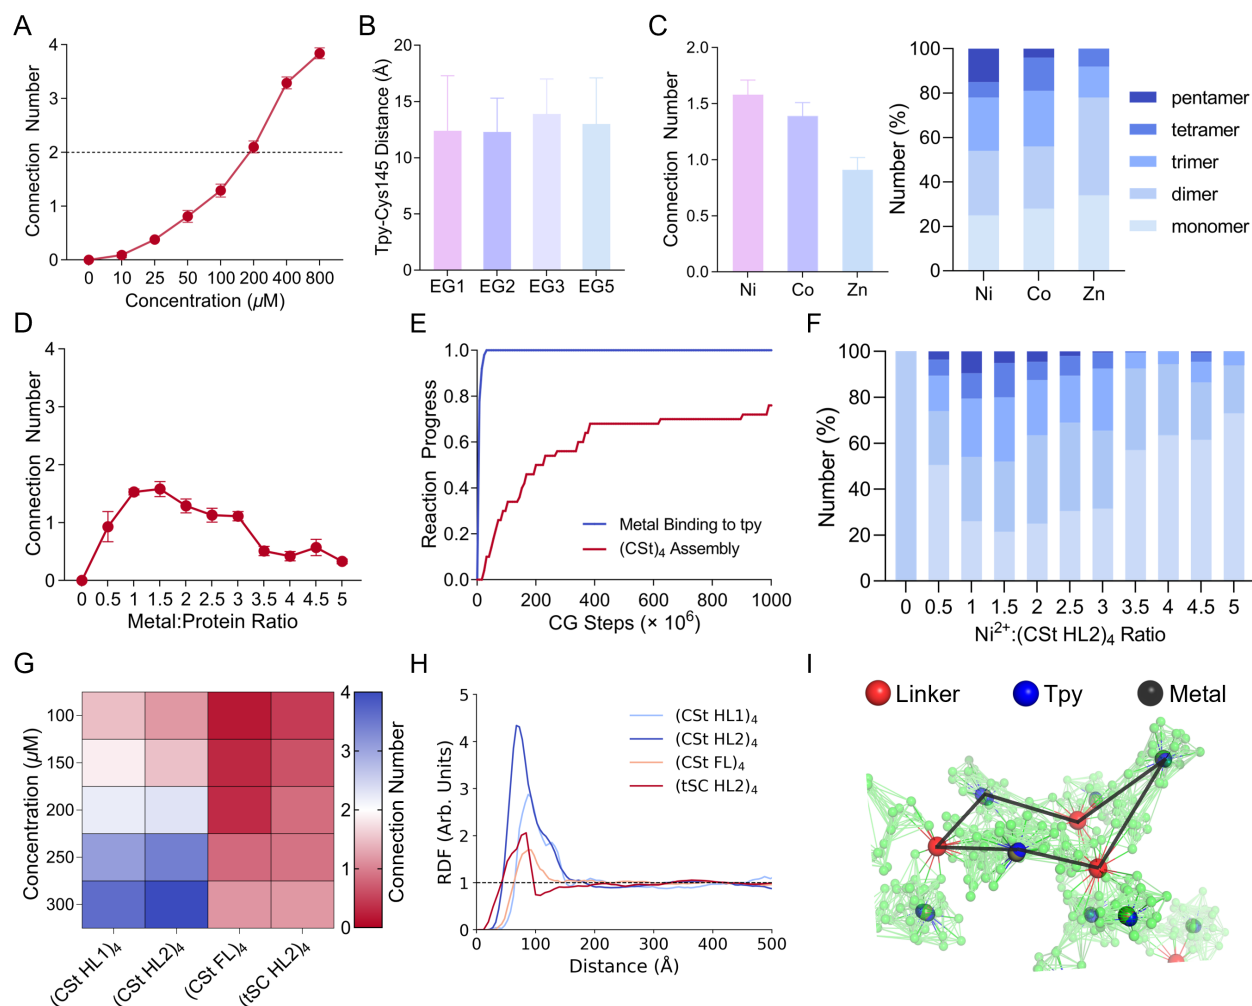 A
Connection Number
4
3
2
1
0
0 10 25 50 100 200 400 800
Concentration (µM)
B
Tpy-Cys145 Distance (Å)
20
15
10
5
0
EG1 EG2 EG3 EG5
C
Connection Number
2.0
1.5
1.0
0.5
0.0
Ni Co Zn
Number (%)
100
80
60
40
20
0
Ni Co Zn
pentamer
tetramer
trimer
dimer
monomer
D
Connection Number
4
3
2
1
0
0 0.5 1 1.5 2 2.5 3 3.5 4 4.5 5
Metal:Protein Ratio
E
Reaction Progress
1.0
0.8
0.6
0.4
0.2
0.0
Metal Binding to tpy
(CSt)₄ Assembly
0 200 400 600 800 1000
CG Steps (× 10⁶)
F
Number (%)
100
80
60
40
20
0
0 0.5 1 1.5 2 2.5 3 3.5 4 4.5 5
Ni²⁺:(CSt HL2)₄ Ratio
G
Concentration (µM)
100
150
200
250
300
(CSt HL1)₄
(CSt HL2)₄
(CSt FL)₄
(tSC HL2)₄
4
3
2
1
0
Connection Number
H
RDF (Arb. Units)
5
4
3
2
1
0
(CSt HL1)₄
(CSt HL2)₄
(CSt FL)₄
(tSC HL2)₄
0 100 200 300 400 500
Distance (Å)
I
Linker Tpy Metal